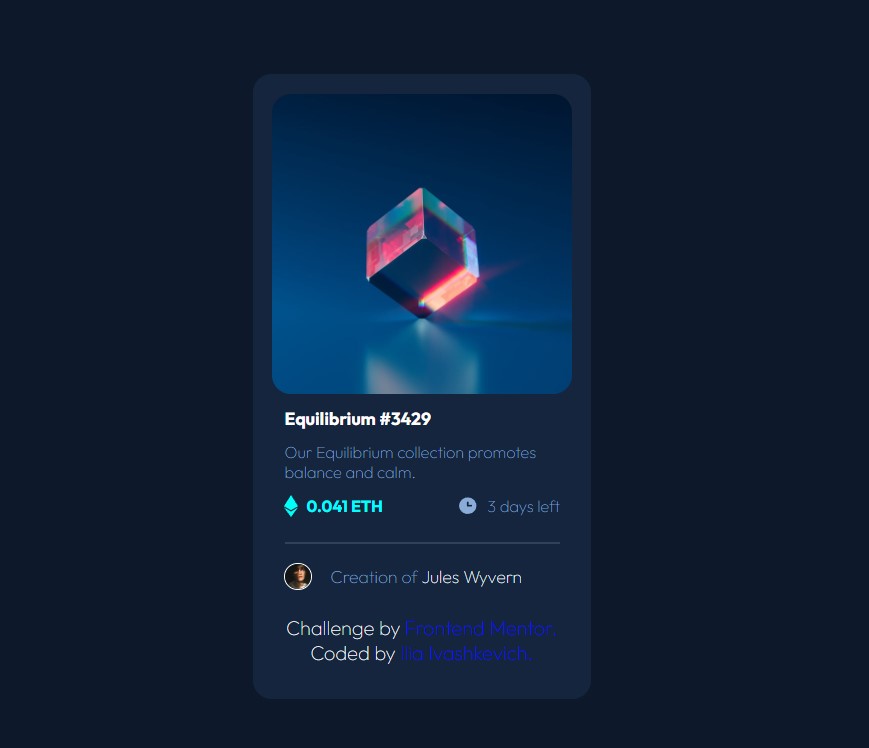 Equilibrium #3429
Our Equilibrium collection promotes
balance and calm.
0.041 ETH
3 days left
Creation of Jules Wyvern
Challenge by Frontend Mentor.
Coded by Ilia Ivashkevich.